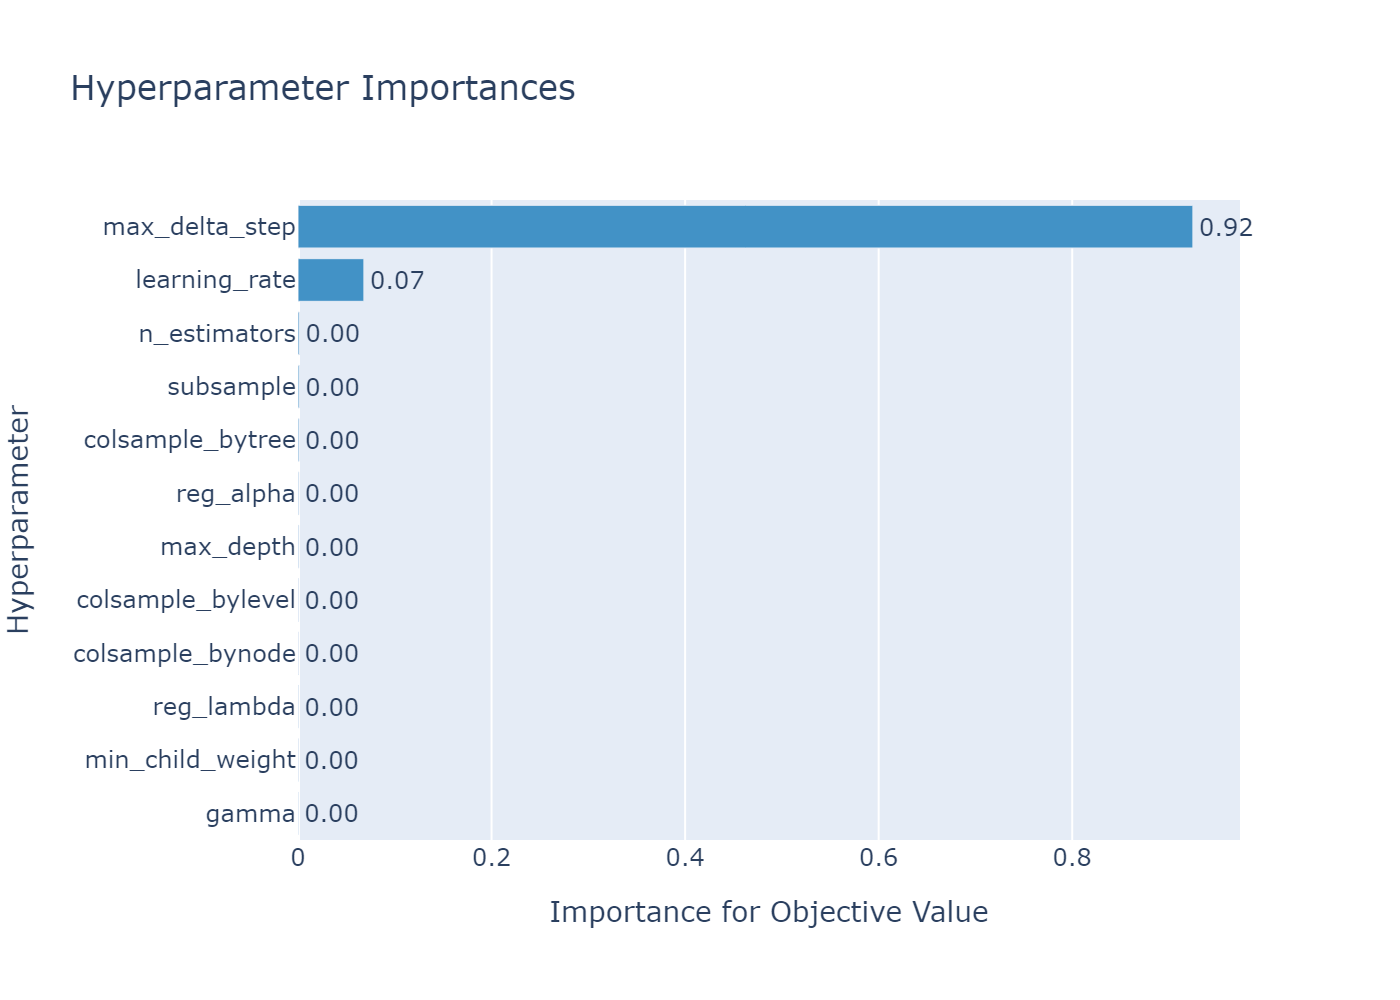 Hyperparameter Importances
Hyperparameter
max_delta_step 0.92
learning_rate 0.07
n_estimators 0.00
subsample 0.00
colsample_bytree 0.00
reg_alpha 0.00
max_depth 0.00
colsample_bylevel 0.00
colsample_bynode 0.00
reg_lambda 0.00
min_child_weight 0.00
gamma 0.00
0 0.2 0.4 0.6 0.8
Importance for Objective Value